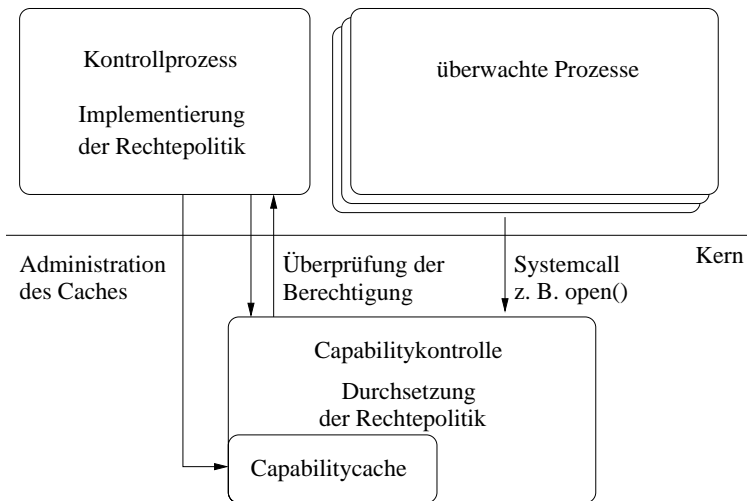 Kontrollprozess
Implementierung
der Rechtepolitik
überwachte Prozesse
Administration
des Caches
Überprüfung der
Berechtigung
Systemcall
z. B. open()
Kern
Capabilitykontrolle
Durchsetzung
der Rechtepolitik
Capabilitycache